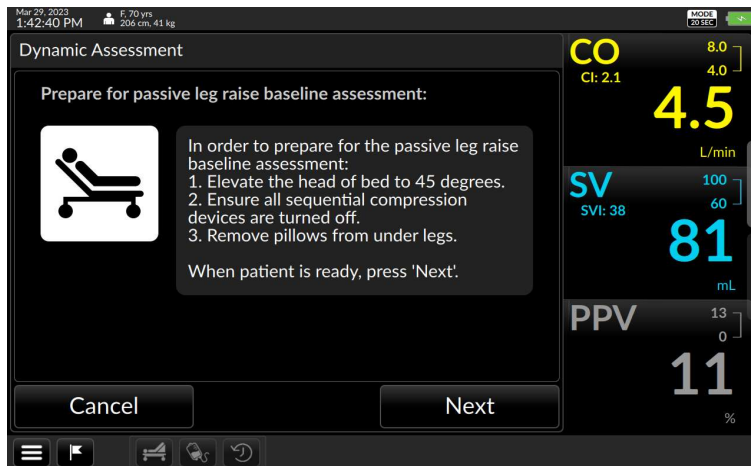 Mar 29, 2023
1:42:40 PM
F, 70 yrs
206 cm, 41 kg
MODE
20 SEC
Dynamic Assessment
Prepare for passive leg raise baseline assessment:
In order to prepare for the passive leg raise
baseline assessment:
1. Elevate the head of bed to 45 degrees.
2. Ensure all sequential compression
devices are turned off.
3. Remove pillows from under legs.
When patient is ready, press 'Next'.
Cancel
Next
CO
CI: 2.1
8.0
4.0
4.5
L/min
SV
SVI: 38
100
60
81
mL
PPV
13
0
11
%